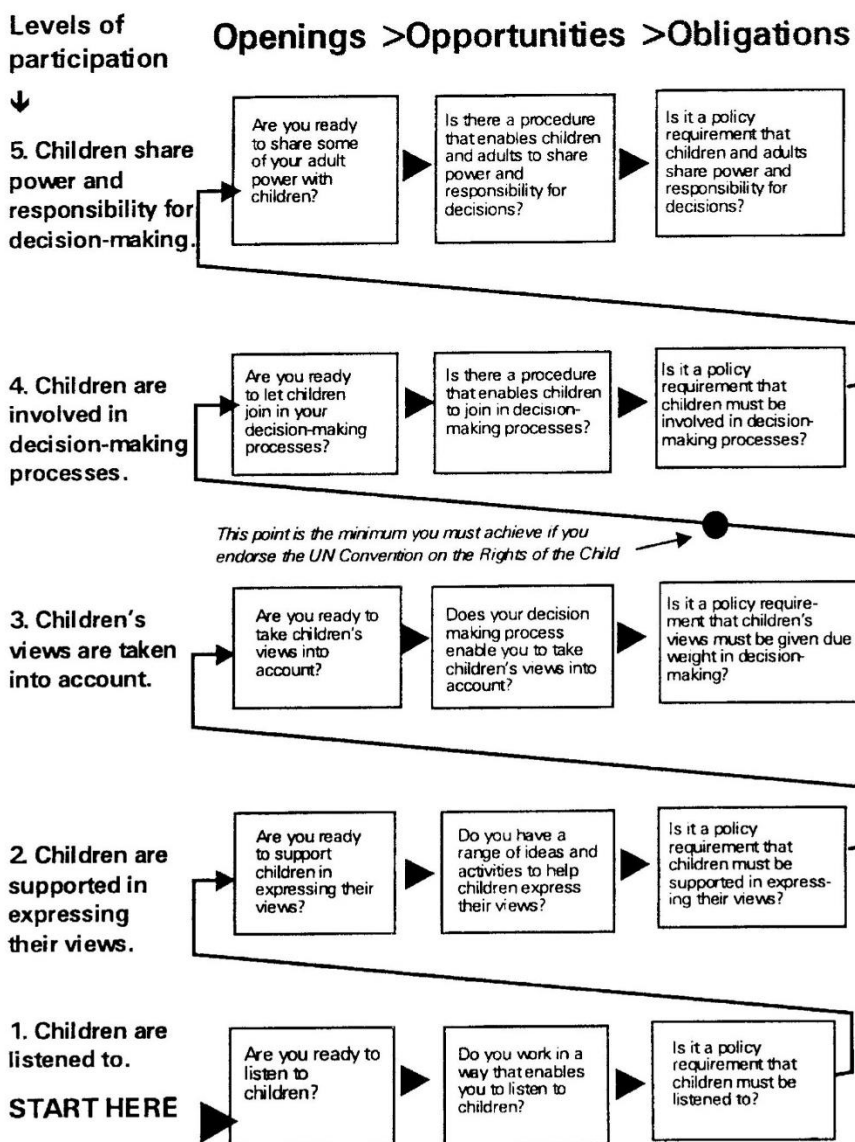 Levels of
participation
Openings >Opportunities >Obligations
5. Children share
power and
responsibility for
decision-making.
Are you ready
to share some
of your adult
power with
children?
Is there a procedure
that enables children
and adults to share
power and
responsibility for
decisions?
Is it a policy
requirement that
children and adults
share power and
responsibility for
decisions?
4. Children are
involved in
decision-making
processes.
Are you ready
to let children
join in your
decision-making
processes?
Is there a procedure
that enables children
to join in decision-
making processes?
Is it a policy
requirement that
children must be
involved in decision-
making processes?
This point is the minimum you must achieve if you
endorse the UN Convention on the Rights of the Child
3. Children's
views are taken
into account.
Are you ready to
take children's
views into
account?
Does your decision
making process
enable you to take
children's views into
account?
Is it a policy require-
ment that children's
views must be given due
weight in decision-
making?
2. Children are
supported in
expressing
their views.
Are you ready
to support
children in
expressing their
views?
Do you have a
range of ideas and
activities to help
children express
their views?
Is it a policy
requirement that
children must be
supported in express-
ing their views?
1. Children are
listened to.
START HERE
Are you ready to
listen to
children?
Do you work in a
way that enables
you to listen to
children?
Is it a policy
requirement that
children must be
listened to?